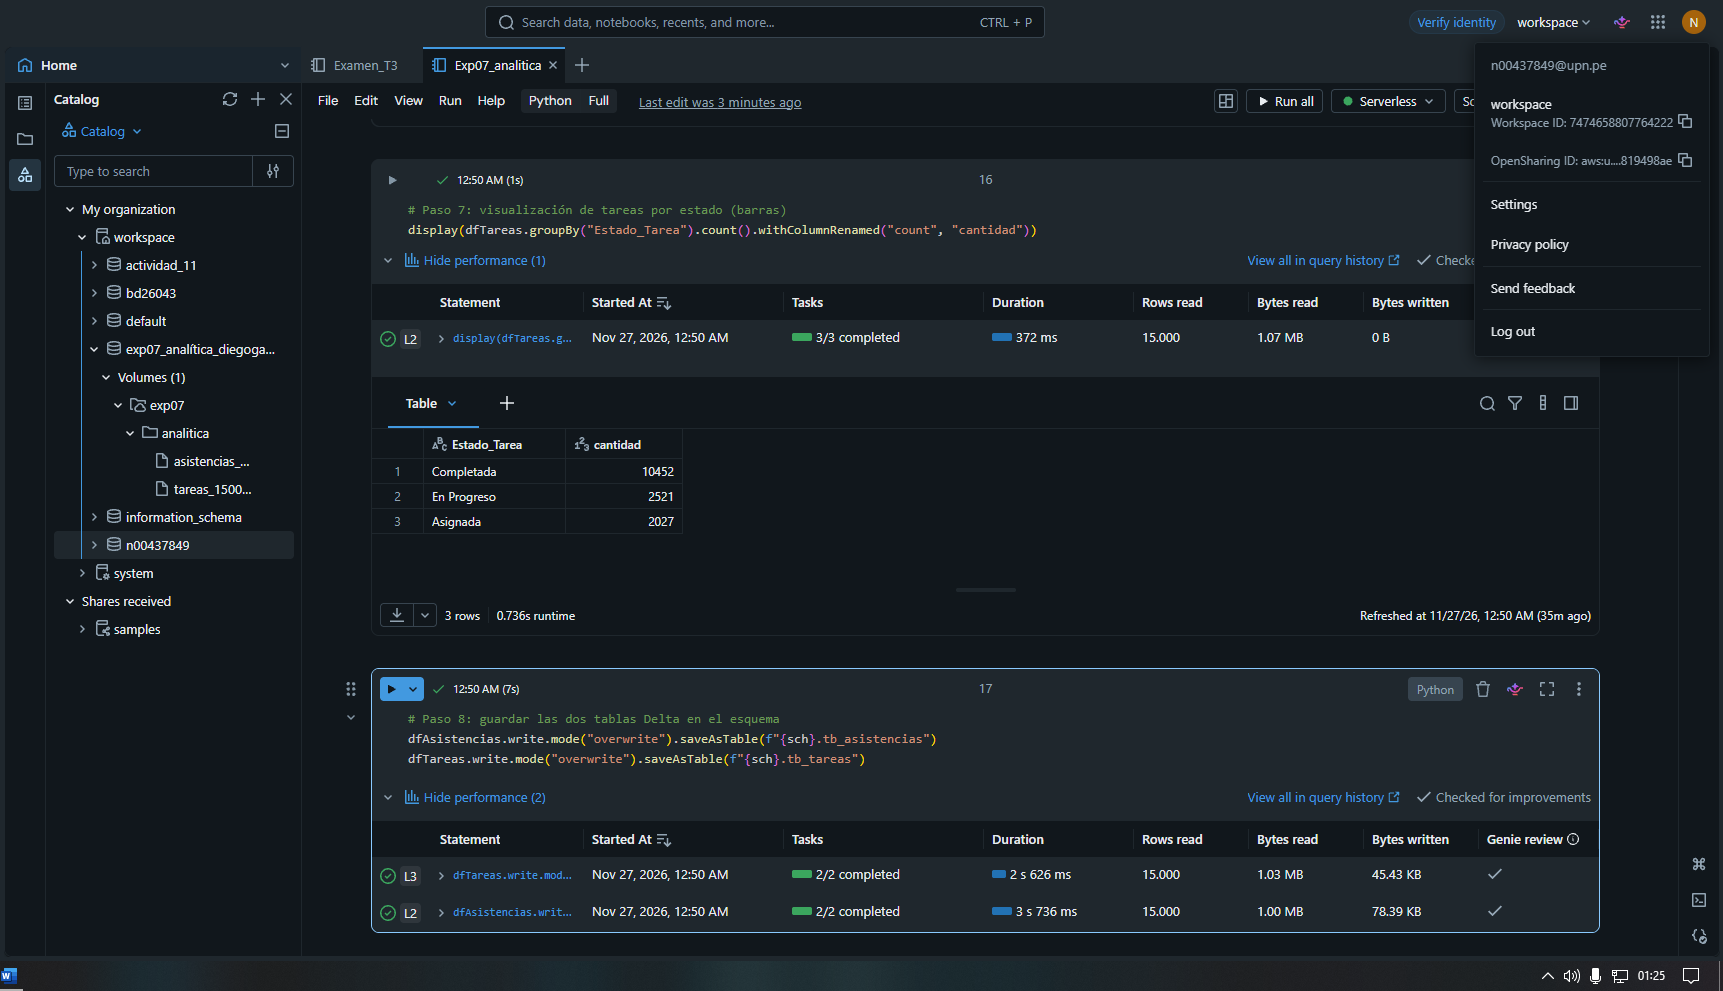 Search data, notebooks, recents, and more...
CTRL + P
Verify identity
workspace
N
Home
Examen_T3
Exp07_analitica
n00437849@upn.pe
Catalog
File Edit View Run Help Python Full Last edit was 3 minutes ago
Run all
Serverless
Sc
workspace
Workspace ID: 7474658807764222
Catalog
OpenSharing ID: aws:u....819498ae
Type to search
Settings
Privacy policy
Send feedback
Log out
My organization
workspace
actividad_11
bd26043
default
exp07_analítica_diegoga...
Volumes (1)
exp07
analitica
asistencias_...
tareas_1500...
information_schema
n00437849
system
Shares received
samples
12:50 AM (1s)
16
# Paso 7: visualización de tareas por estado (barras)
display(dfTareas.groupBy("Estado_Tarea").count().withColumnRenamed("count", "cantidad"))
Hide performance (1)
View all in query history
Checke
Statement Started At Tasks Duration Rows read Bytes read Bytes written
L2 display(dfTareas.g... Nov 27, 2026, 12:50 AM 3/3 completed 372 ms 15.000 1.07 MB 0 B
Table
Estado_Tarea cantidad
1 Completada 10452
2 En Progreso 2521
3 Asignada 2027
3 rows 0.736s runtime
Refreshed at 11/27/26, 12:50 AM (35m ago)
12:50 AM (7s)
17
Python
# Paso 8: guardar las dos tablas Delta en el esquema
dfAsistencias.write.mode("overwrite").saveAsTable(f"{sch}.tb_asistencias")
dfTareas.write.mode("overwrite").saveAsTable(f"{sch}.tb_tareas")
Hide performance (2)
View all in query history
Checked for improvements
Statement Started At Tasks Duration Rows read Bytes read Bytes written Genie review
L3 dfTareas.write.mod... Nov 27, 2026, 12:50 AM 2/2 completed 2 s 626 ms 15.000 1.03 MB 45.43 KB
L2 dfAsistencias.writ... Nov 27, 2026, 12:50 AM 2/2 completed 3 s 736 ms 15.000 1.00 MB 78.39 KB
01:25